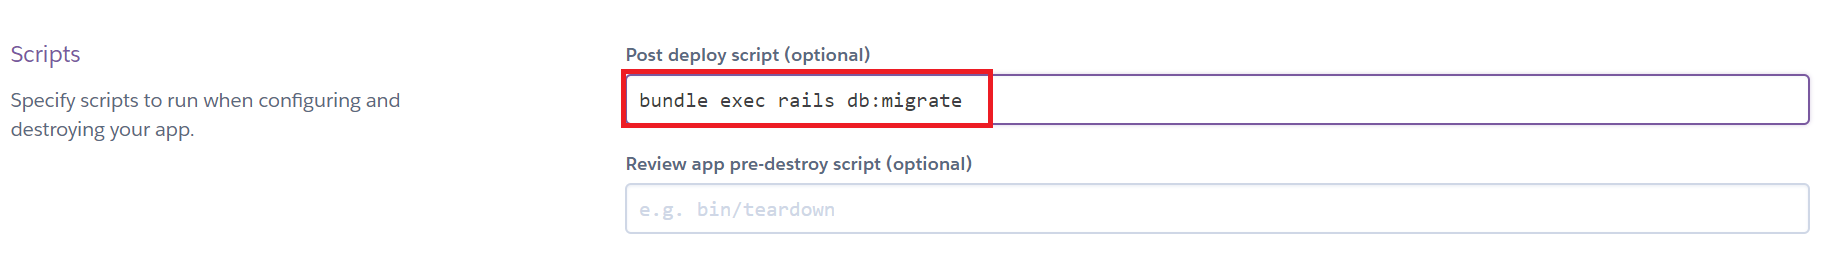 Scripts
Specify scripts to run when configuring and
destroying your app.
Post deploy script (optional)
bundle exec rails db:migrate
Review app pre-destroy script (optional)
e.g. bin/teardown